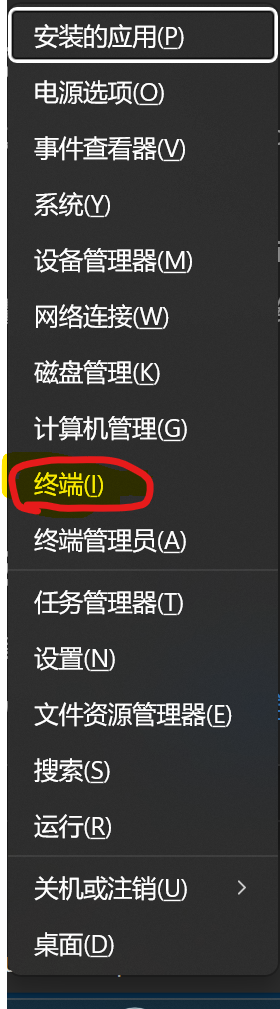 安装的应用(P)
电源选项(O)
事件查看器(V)
系统(Y)
设备管理器(M)
网络连接(W)
磁盘管理(K)
计算机管理(G)
终端(I)
终端管理员(A)
任务管理器(T)
设置(N)
文件资源管理器(E)
搜索(S)
运行(R)
关机或注销(U)
桌面(D)